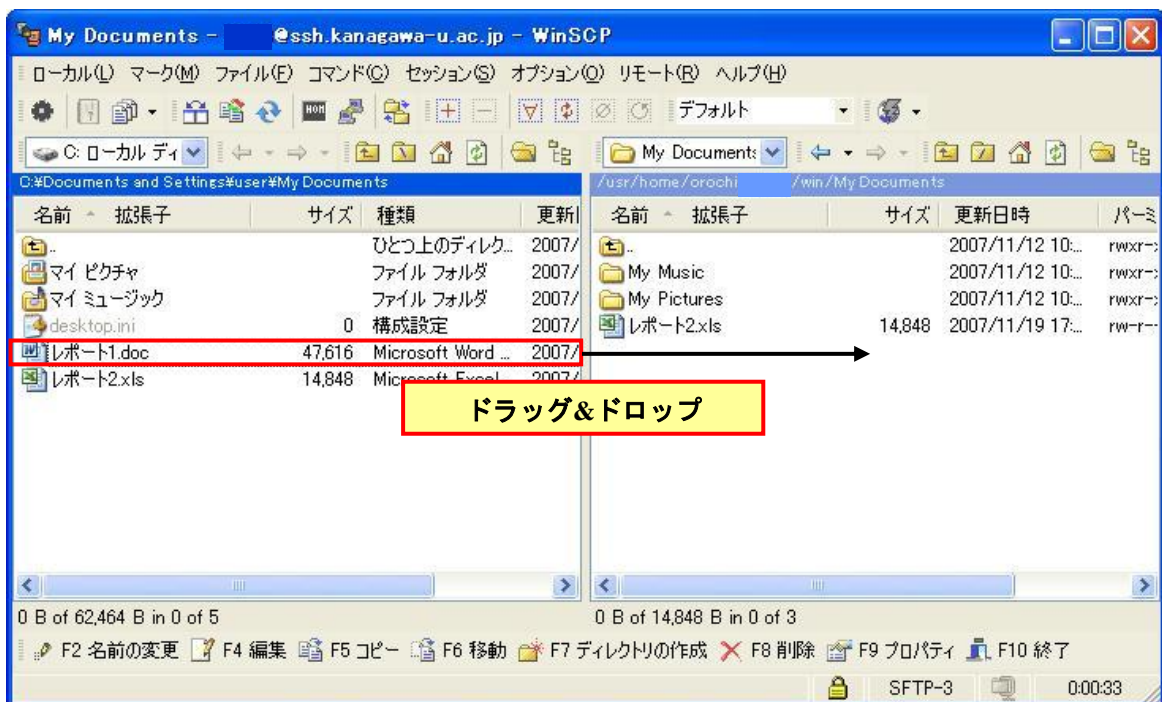 My Documents - @ssh.kanagawa-u.ac.jp - WinSCP
ローカル(L) マーク(M) ファイル(F) コマンド(C) セッション(S) オプション(O) リモート(R) ヘルプ(H)
デフォルト
C: ローカル ディ My Document:
C:¥Documents and Settings¥user¥My Documents /usr/home/orochi /win/My Documents
名前 拡張子 サイズ 種類 更新 名前 拡張子 サイズ 更新日時 パーミ
.. ひとつ上のディレク... 2007/ .. 2007/11/12 10:... rwxr-
マイ ピクチャ ファイル フォルダ 2007/ My Music 2007/11/12 10:... rwxr-
マイ ミュージック ファイル フォルダ 2007/ My Pictures 2007/11/12 10:... rwxr-
desktop.ini 0 構成設定 2007/ レポート2.xls 14,848 2007/11/19 17:... rw-r--
レポート1.doc 47,616 Microsoft Word ... 2007/
レポート2.xls 14,848 Microsoft Excel 2007/
ドラッグ&ドロップ
0 B of 62,464 B in 0 of 5 0 B of 14,848 B in 0 of 3
F2 名前の変更 F4 編集 F5 コピー F6 移動 F7 ディレクトリの作成 F8 削除 F9 プロパティ F10 終了
SFTP-3 0:00:33